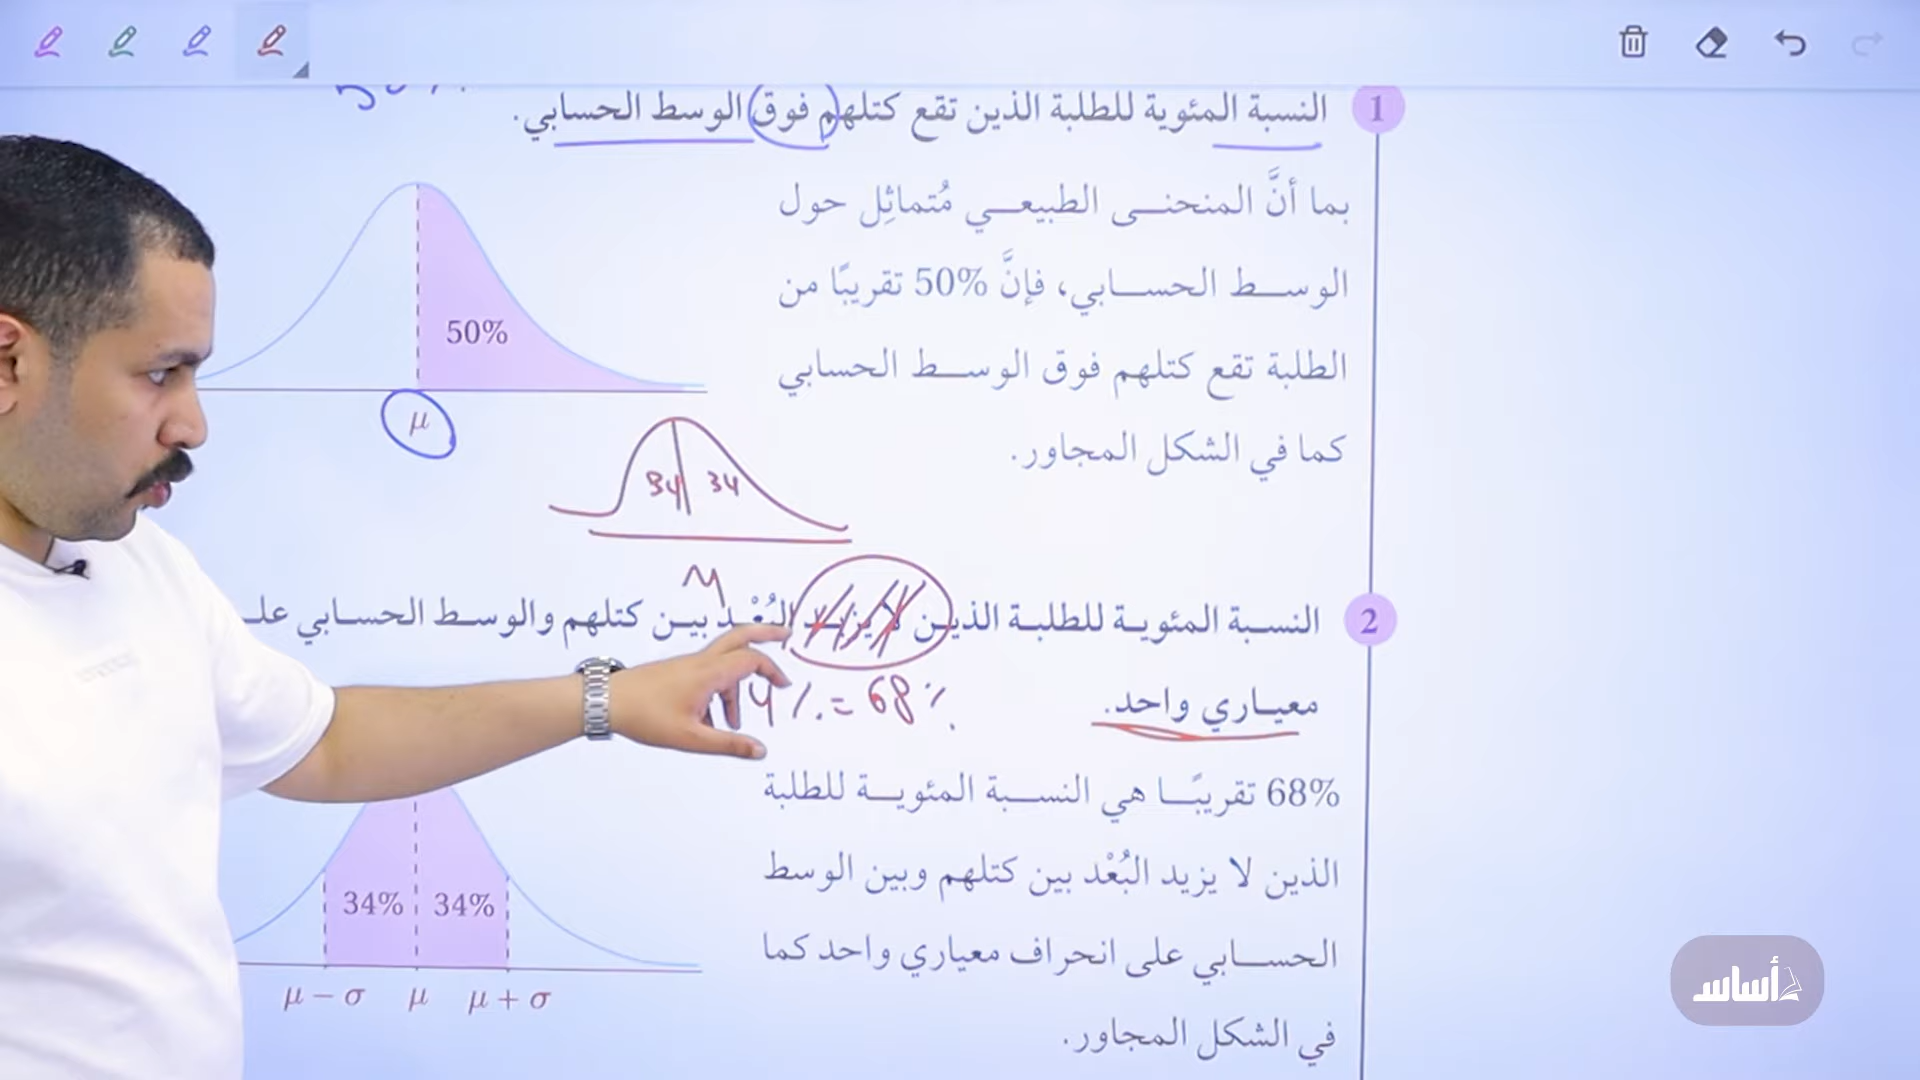 1 النسبة المئوية للطلبة الذين تقع كتلهم فوق الوسط الحسابي.
بما أنَّ المنحنى الطبيعي مُتماثِل حول
الوسط الحسابي، فإنَّ 50% تقريبًا من
الطلبة تقع كتلهم فوق الوسط الحسابي
كما في الشكل المجاور.
50%
μ
34 34
2 النسبة المئوية للطلبة الذين لا يزيد البُعْد بين كتلهم والوسط الحسابي
معياري واحد.
4%. = 68%.
68% تقريبًا هي النسبة المئوية للطلبة
الذين لا يزيد البُعْد بين كتلهم وبين الوسط
الحسابي على انحراف معياري واحد كما
في الشكل المجاور.
34% 34%
μ − σ μ μ + σ
أساس